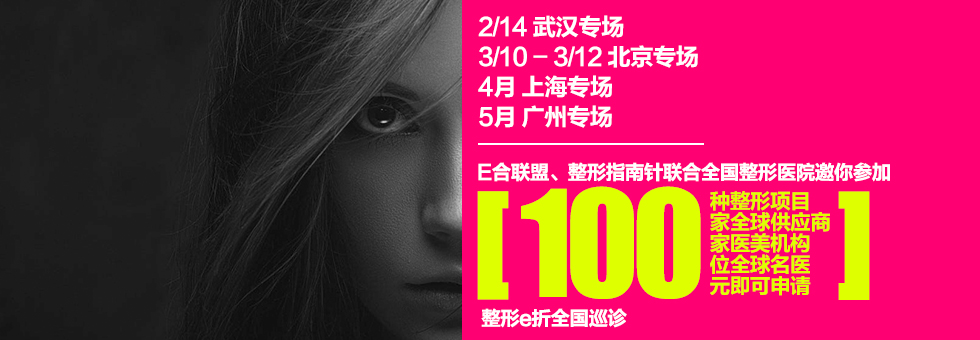 2/14 武汉专场
3/10 – 3/12 北京专场
4月 上海专场
5月 广州专场
E合联盟、整形指南针联合全国整形医院邀你参加
[ 100 ]
种整形项目
家全球供应商
家医美机构
位全球名医
元即可申请
整形e折全国巡诊